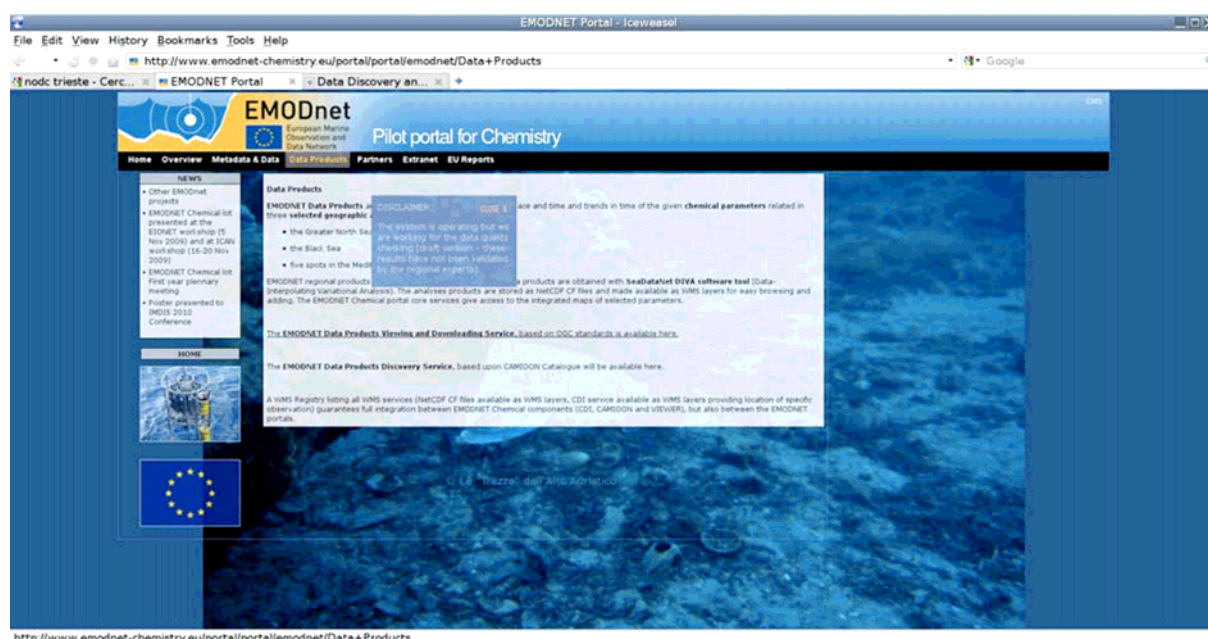 EMODNET Portal - Iceweasel
File Edit View History Bookmarks Tools Help
http://www.emodnet-chemistry.eu/portal/portal/emodnet/Data+Products
Google
nodc trieste - Cerc...
EMODNET Portal
Data Discovery an...
EMODnet
European Marine
Observation and
Data Network
Pilot portal for Chemistry
CMS
Home Overview Metadata & Data Data Products Partners Extranet EU Reports
NEWS
Other EMODnet
projects
EMODNET Chemical lot
presented at the
EIONET workshop (5
Nov 2009) and at ICAN
workshop (16-20 Nov
2009)
EMODNET Chemical lot
First year plennary
meeting
Poster presented to
IMDIS 2010
Conference
HOME
Data Products
EMODNET Data Products
ace and time and trends in time of the given chemical parameters related in
three selected geographic
the Greater North Sea
the Black Sea
five spots in the Medi
DISCLAIMER
CLOSE X
The system is operating but we
are working for the data quality
checking (draft version - these
results have not been validated
by the regional experts).
EMODNET regional products
products are obtained with SeaDataNet DIVA software tool (Data-
Interpolating Variational Analysis). The analyses products are stored as NetCDF CF files and made available as WMS layers for easy browsing and
adding. The EMODNET Chemical portal core services give access to the integrated maps of selected parameters.
The EMODNET Data Products Viewing and Downloading Service, based on OGC standards is available here.
The EMODNET Data Products Discovery Service, based upon CAMIOON Catalogue will be available here.
A WMS Registry listing all WMS services (NetCDF CF files available as WMS layers, CDI service available as WMS layers providing location of specific
observation) guarantees full integration between EMODNET Chemical components (CDI, CAMIOON and VIEWER), but also between the EMODNET
portals.
© Le "Trezze" dell'Alto Adriatico
http://www.emodnet-chemistry.eu/portal/portal/emodnet/Data+Products